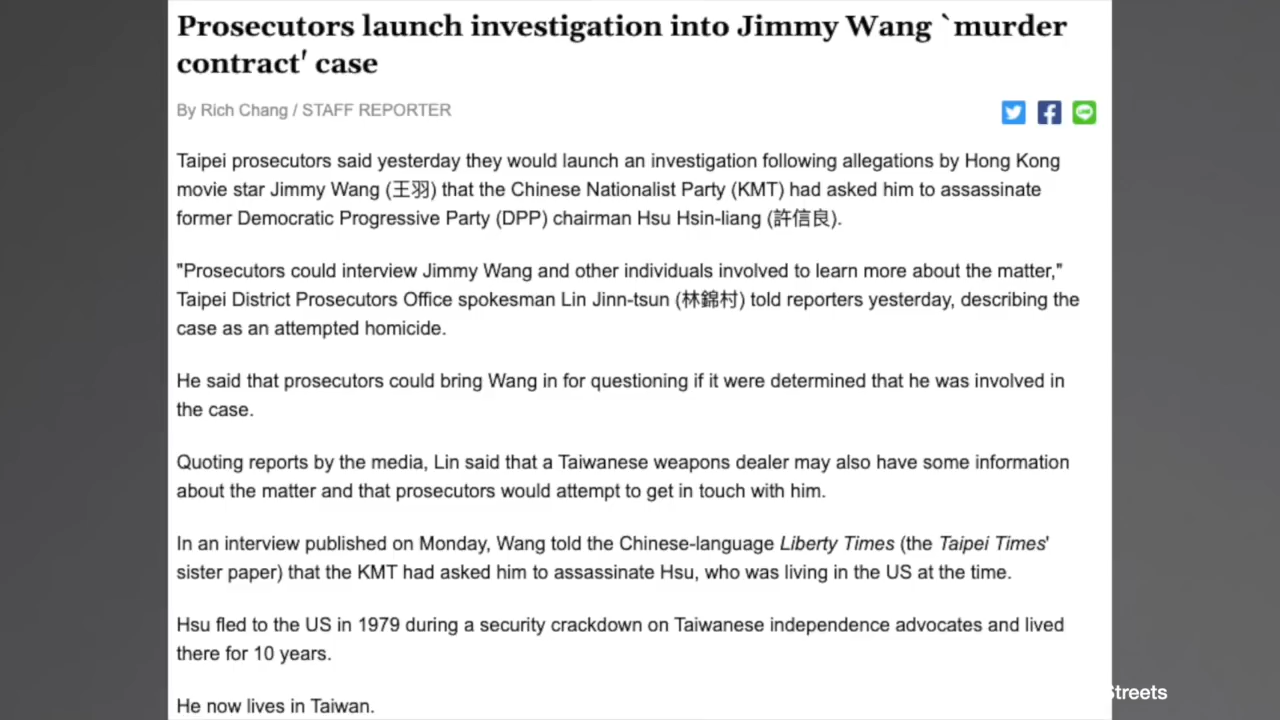 Prosecutors launch investigation into Jimmy Wang `murder
contract' case
By Rich Chang / STAFF REPORTER
Taipei prosecutors said yesterday they would launch an investigation following allegations by Hong Kong
movie star Jimmy Wang (王羽) that the Chinese Nationalist Party (KMT) had asked him to assassinate
former Democratic Progressive Party (DPP) chairman Hsu Hsin-liang (許信良).
"Prosecutors could interview Jimmy Wang and other individuals involved to learn more about the matter,"
Taipei District Prosecutors Office spokesman Lin Jinn-tsun (林錦村) told reporters yesterday, describing the
case as an attempted homicide.
He said that prosecutors could bring Wang in for questioning if it were determined that he was involved in
the case.
Quoting reports by the media, Lin said that a Taiwanese weapons dealer may also have some information
about the matter and that prosecutors would attempt to get in touch with him.
In an interview published on Monday, Wang told the Chinese-language Liberty Times (the Taipei Times'
sister paper) that the KMT had asked him to assassinate Hsu, who was living in the US at the time.
Hsu fled to the US in 1979 during a security crackdown on Taiwanese independence advocates and lived
there for 10 years.
He now lives in Taiwan.
Streets